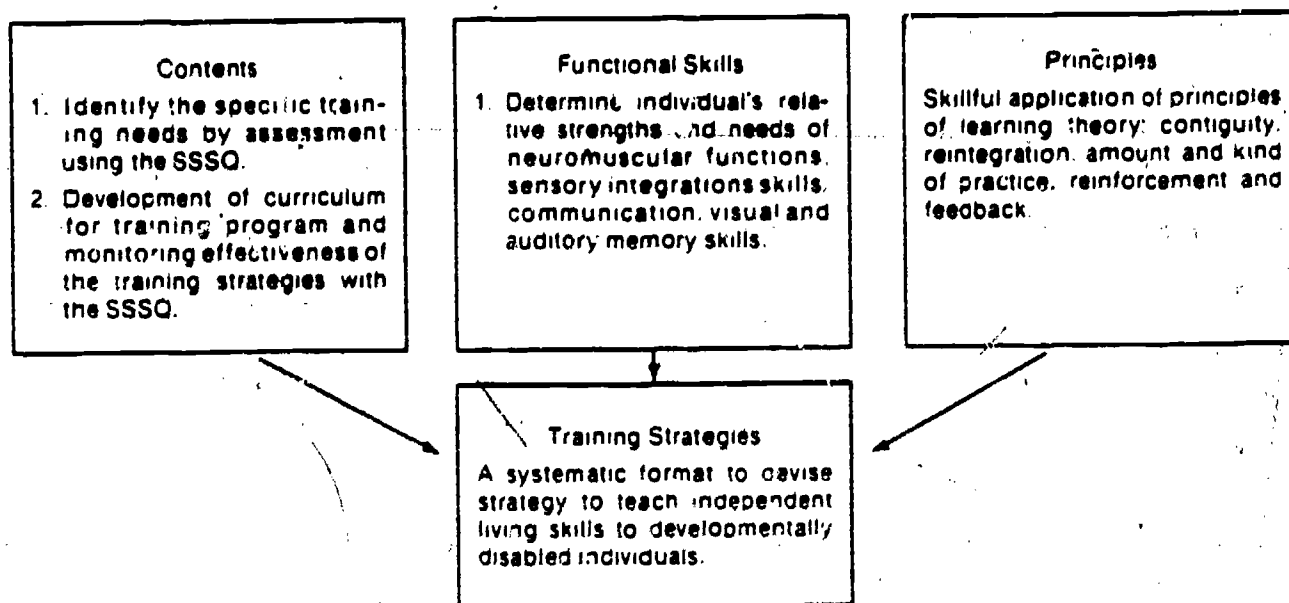 Contents
1. Identify the specific train-
ing needs by assessment
using the SSSQ.
2. Development of curriculum
for training program and
monitoring effectiveness of
the training strategies with
the SSSQ.
Functional Skills
1. Determine individual's rela-
tive strengths and needs of
neuromuscular functions,
sensory integrations skills,
communication, visual and
auditory memory skills.
Principles
Skillful application of principles
of learning theory: contiguity,
reintegration, amount and kind
of practice, reinforcement and
feedback.
Training Strategies
A systematic format to devise
strategy to teach independent
living skills to developmentally
disabled individuals.